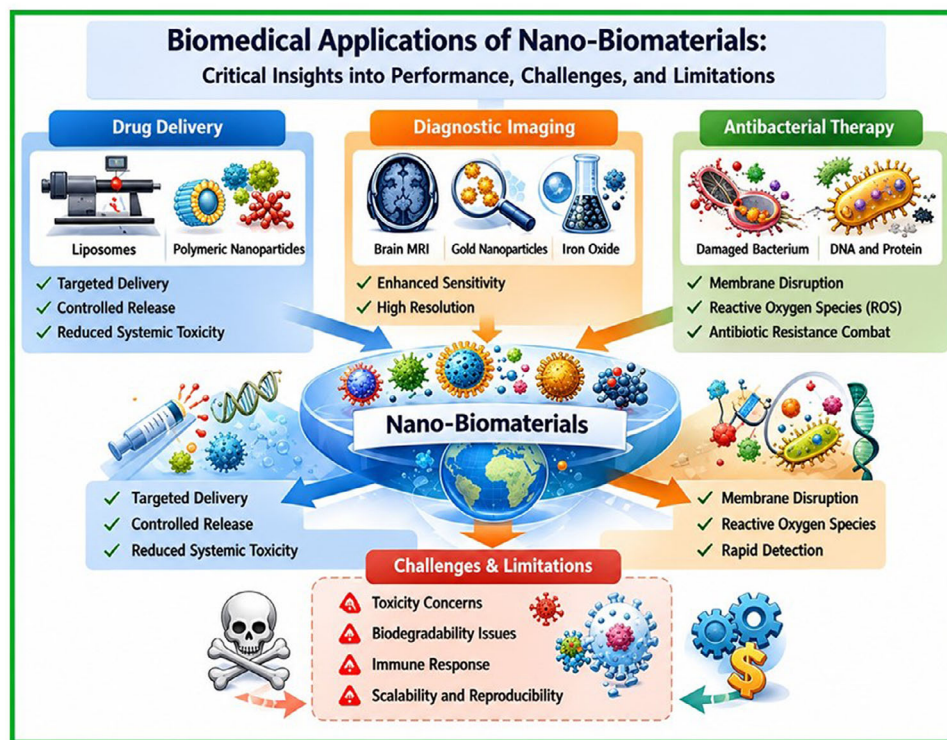 Biomedical Applications of Nano-Biomaterials:
Critical Insights into Performance, Challenges, and Limitations
Drug Delivery
Liposomes
Polymeric Nanoparticles
✓ Targeted Delivery
✓ Controlled Release
✓ Reduced Systemic Toxicity
Diagnostic Imaging
Brain MRI
Gold Nanoparticles
Iron Oxide
✓ Enhanced Sensitivity
✓ High Resolution
Antibacterial Therapy
Damaged Bacterium
DNA and Protein
✓ Membrane Disruption
✓ Reactive Oxygen Species (ROS)
✓ Antibiotic Resistance Combat
Nano-Biomaterials
✓ Targeted Delivery
✓ Controlled Release
✓ Reduced Systemic Toxicity
✓ Membrane Disruption
✓ Reactive Oxygen Species
✓ Rapid Detection
Challenges & Limitations
Toxicity Concerns
Biodegradability Issues
Immune Response
Scalability and Reproducibility
$